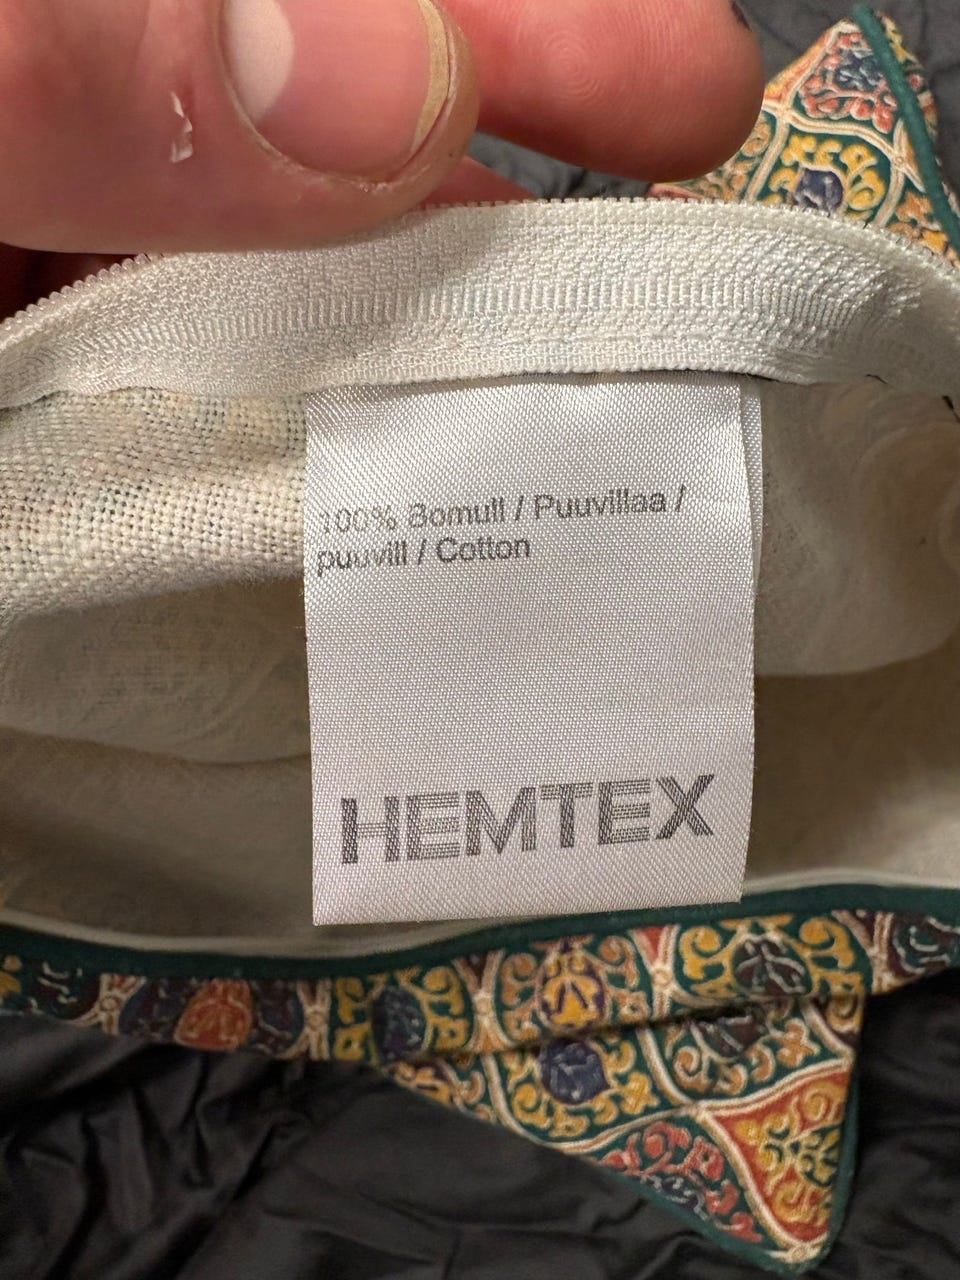 100% Bomull / Puuvillaa /
puuvill / Cotton
HEMTEX